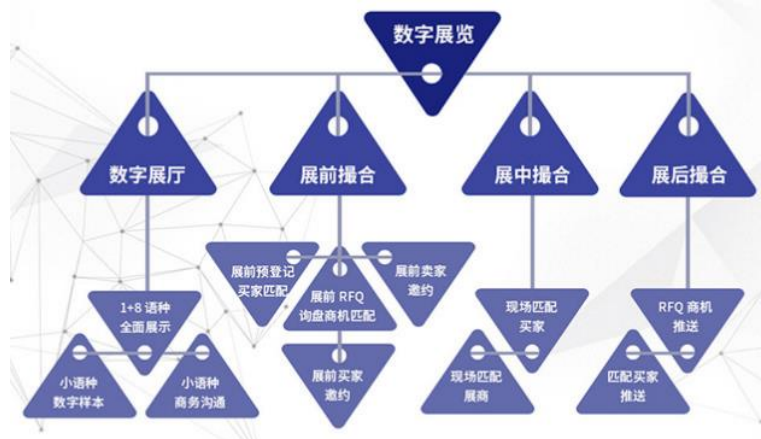 数字展览
数字展厅
展前撮合
展中撮合
展后撮合
展前预登记
买家匹配
展前 RFQ
询盘商机匹配
展前卖家
邀约
展前买家
邀约
1+8 语种
全面展示
小语种
数字样本
小语种
商务沟通
现场匹配
买家
现场匹配
展商
RFQ 商机
推送
匹配买家
推送